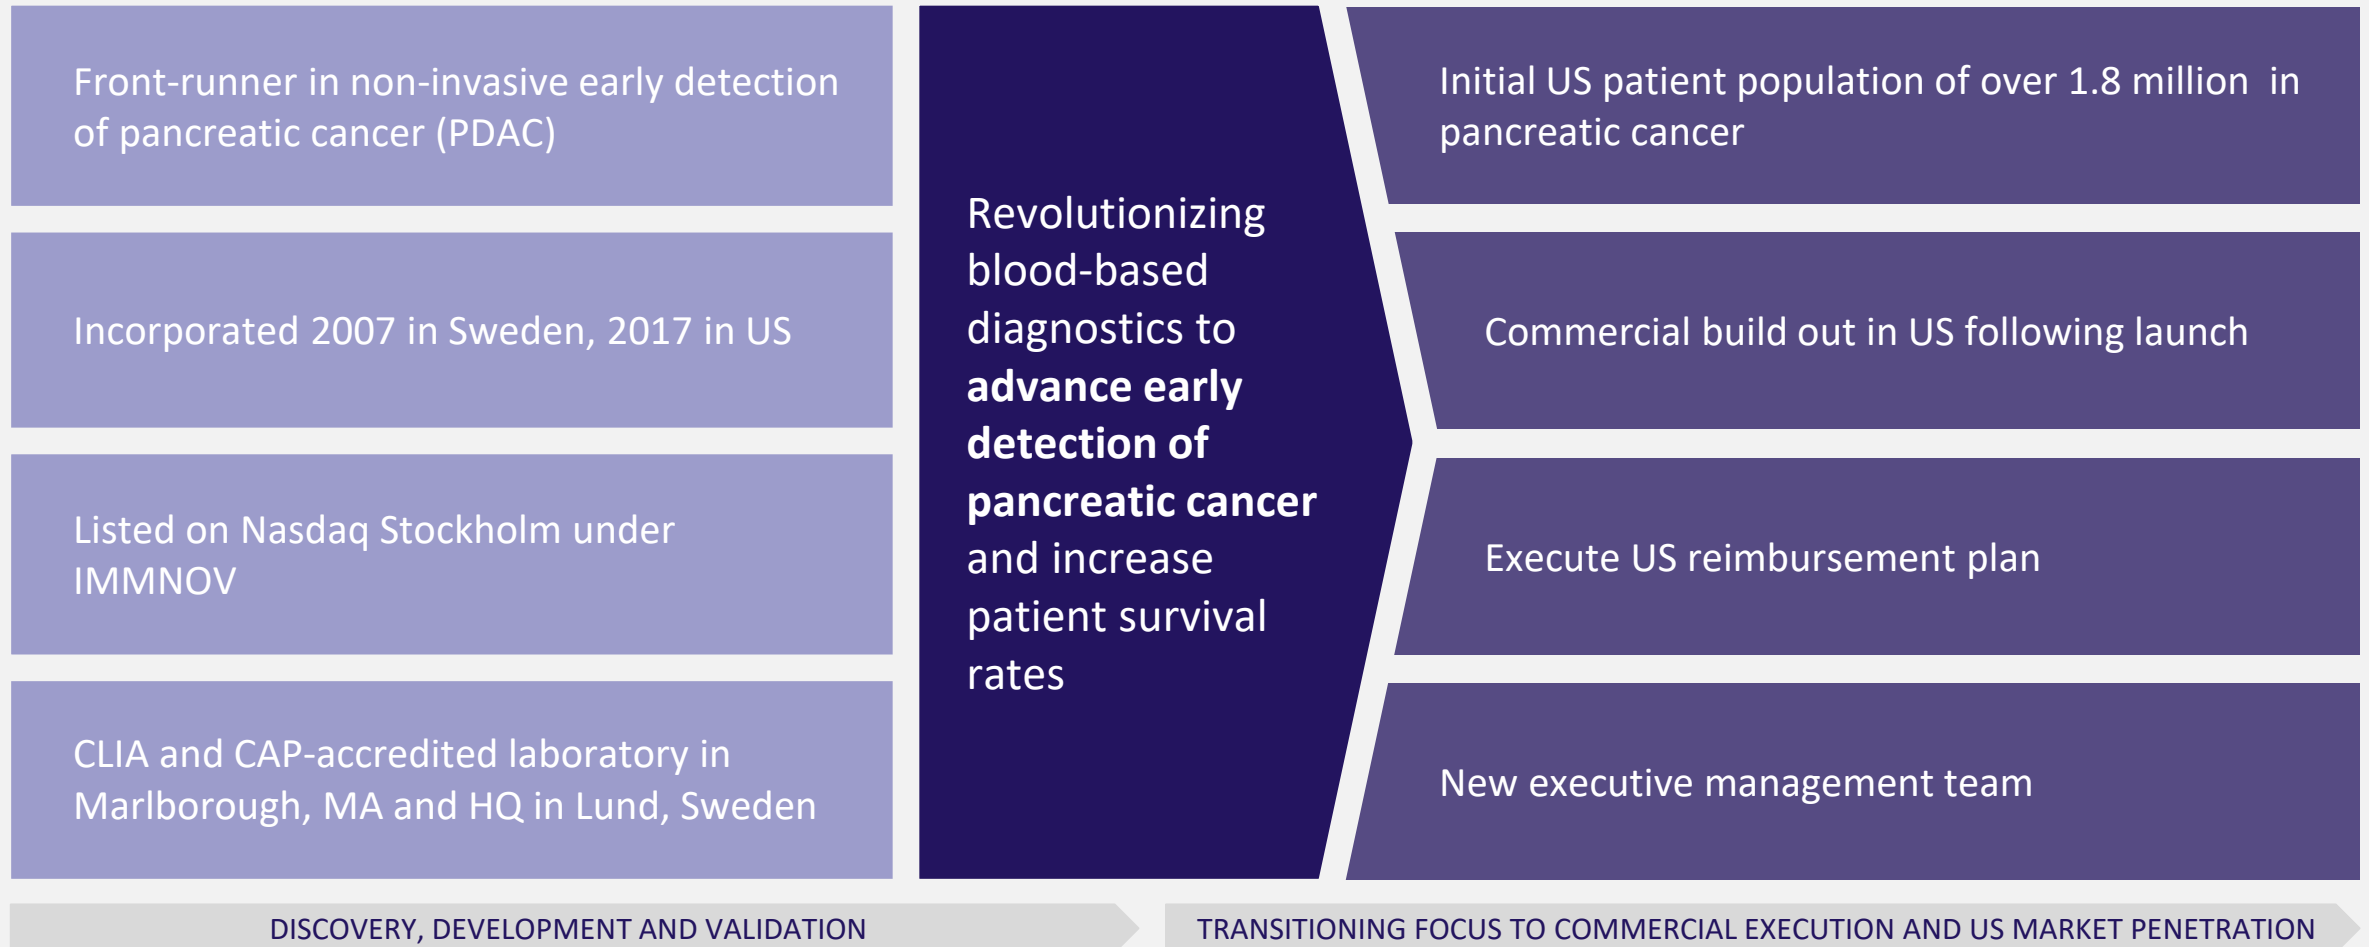 Front-runner in non-invasive early detection
of pancreatic cancer (PDAC)
Incorporated 2007 in Sweden, 2017 in US
Listed on Nasdaq Stockholm under
IMMNOV
CLIA and CAP-accredited laboratory in
Marlborough, MA and HQ in Lund, Sweden
Revolutionizing
blood-based
diagnostics to
advance early
detection of
pancreatic cancer
and increase
patient survival
rates
Initial US patient population of over 1.8 million  in
pancreatic cancer
Commercial build out in US following launch
Execute US reimbursement plan
New executive management team
DISCOVERY, DEVELOPMENT AND VALIDATION
TRANSITIONING FOCUS TO COMMERCIAL EXECUTION AND US MARKET PENETRATION